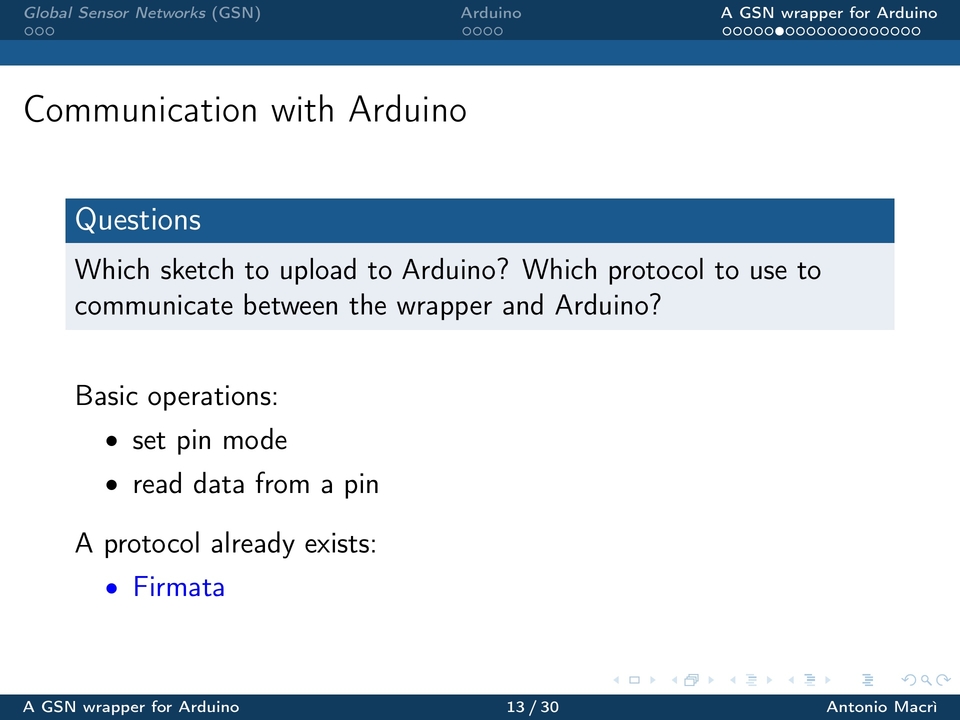 Global Sensor Networks (GSN)
Arduino
A GSN wrapper for Arduino
Communication with Arduino
Questions
Which sketch to upload to Arduino? Which protocol to use to
communicate between the wrapper and Arduino?
Basic operations:
• set pin mode
• read data from a pin
A protocol already exists:
• Firmata
A GSN wrapper for Arduino
13 / 30
Antonio Macrì